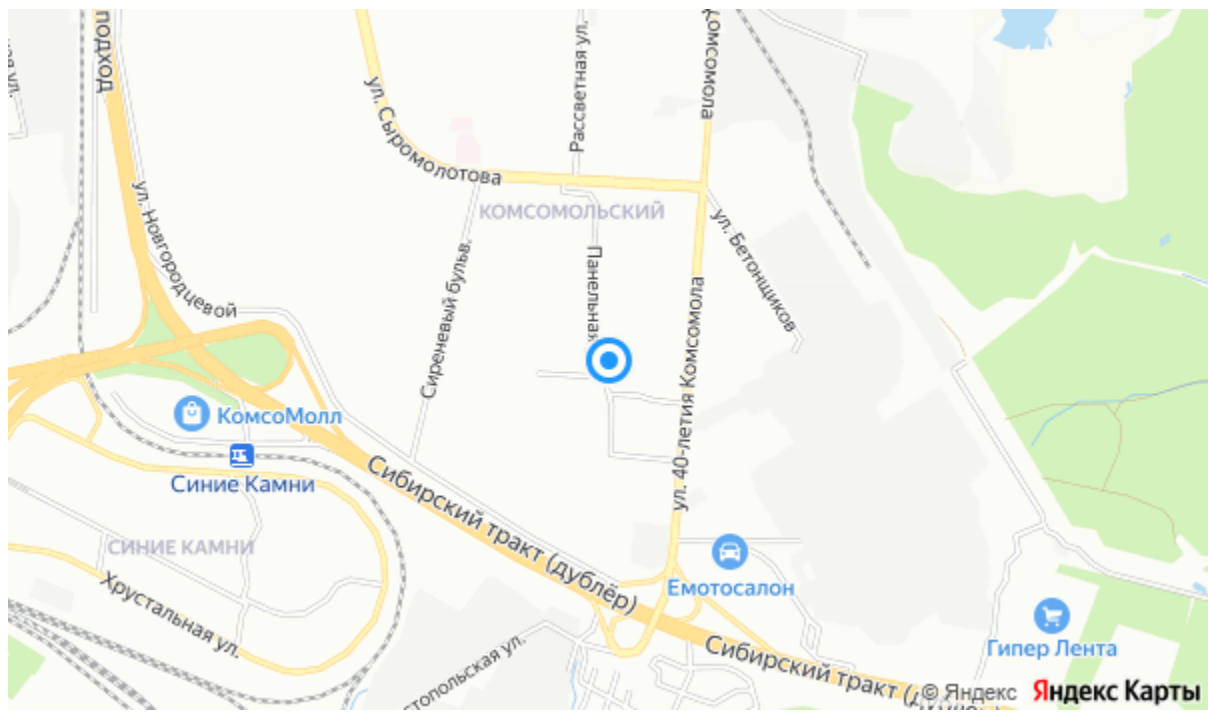 подход
Рассветная ул.
Комсомола
ул. Сыромолотова
КОМСОМОЛЬСКИЙ
ул. Новгородцевой
ул. Бетонщиков
Панельная
Сиреневый бульв.
ул. 40-летия Комсомола
КомсоМолл
Синие Камни
Сибирский тракт (дублёр)
СИНИЕ КАМНИ
Хрустальная ул.
Емотосалон
Гипер Лента
Сибирский тракт
© Яндекс
Яндекс Карты